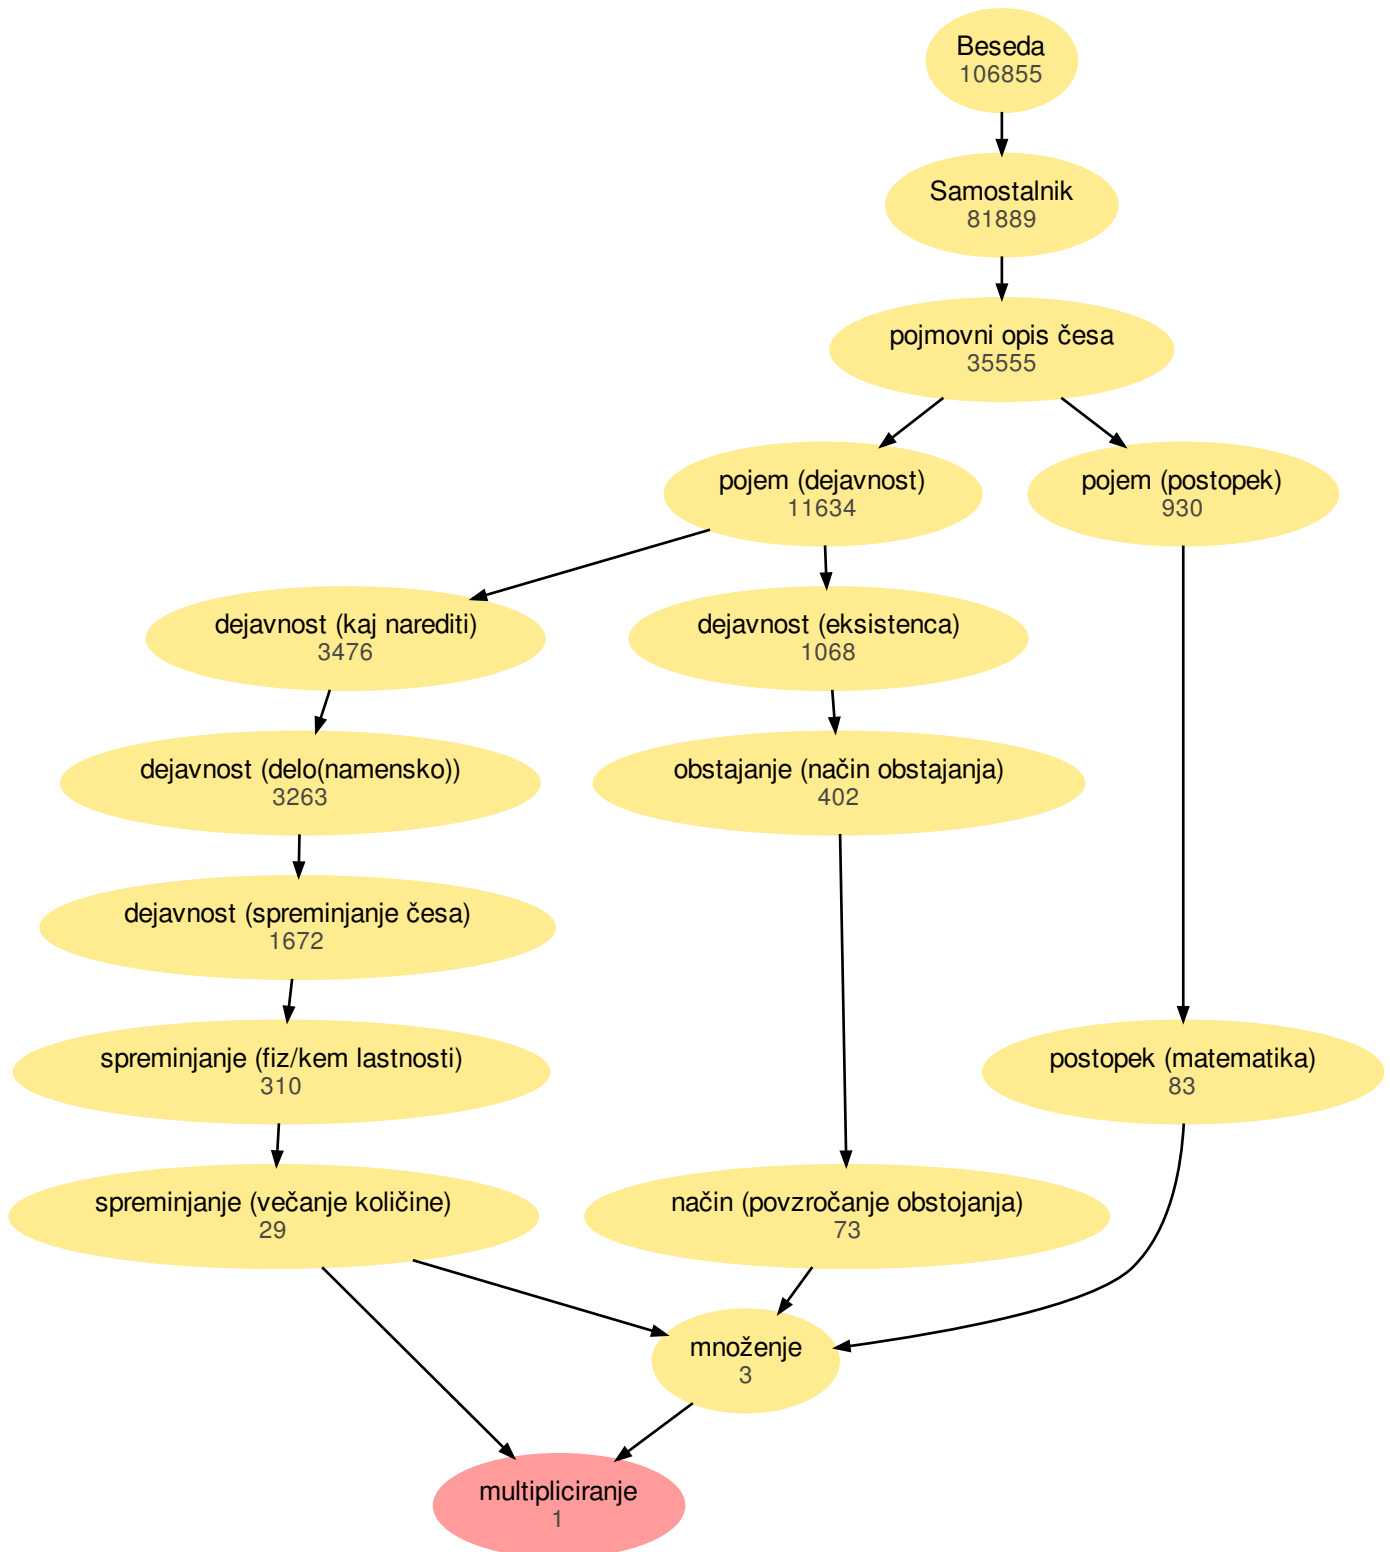 Beseda
106855
Samostalnik
81889
pojmovni opis česa
35555
pojem (dejavnost)
11634
pojem (postopek)
930
dejavnost (kaj narediti)
3476
dejavnost (eksistenca)
1068
dejavnost (delo(namensko))
3263
obstajanje (način obstajanja)
402
dejavnost (spreminjanje česa)
1672
spreminjanje (fiz/kem lastnosti)
310
postopek (matematika)
83
spreminjanje (večanje količine)
29
način (povzročanje obstojanja)
73
množenje
3
multipliciranje
1